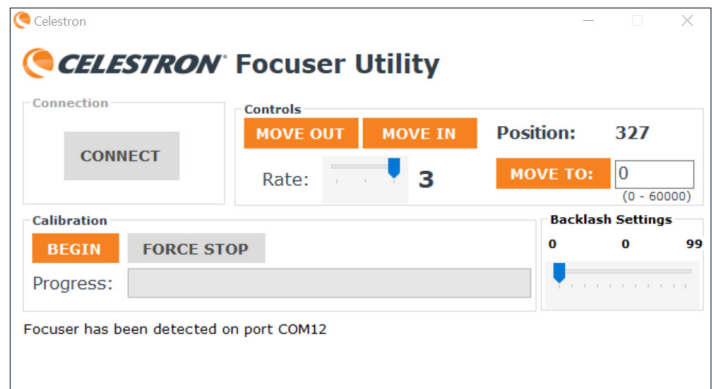 Celestron
CELESTRON Focuser Utility
Connection
CONNECT
Controls
MOVE OUT MOVE IN Position: 327
Rate: 3 MOVE TO: 0
(0 - 60000)
Calibration
BEGIN FORCE STOP
Progress:
Backlash Settings
0 0 99
Focuser has been detected on port COM12